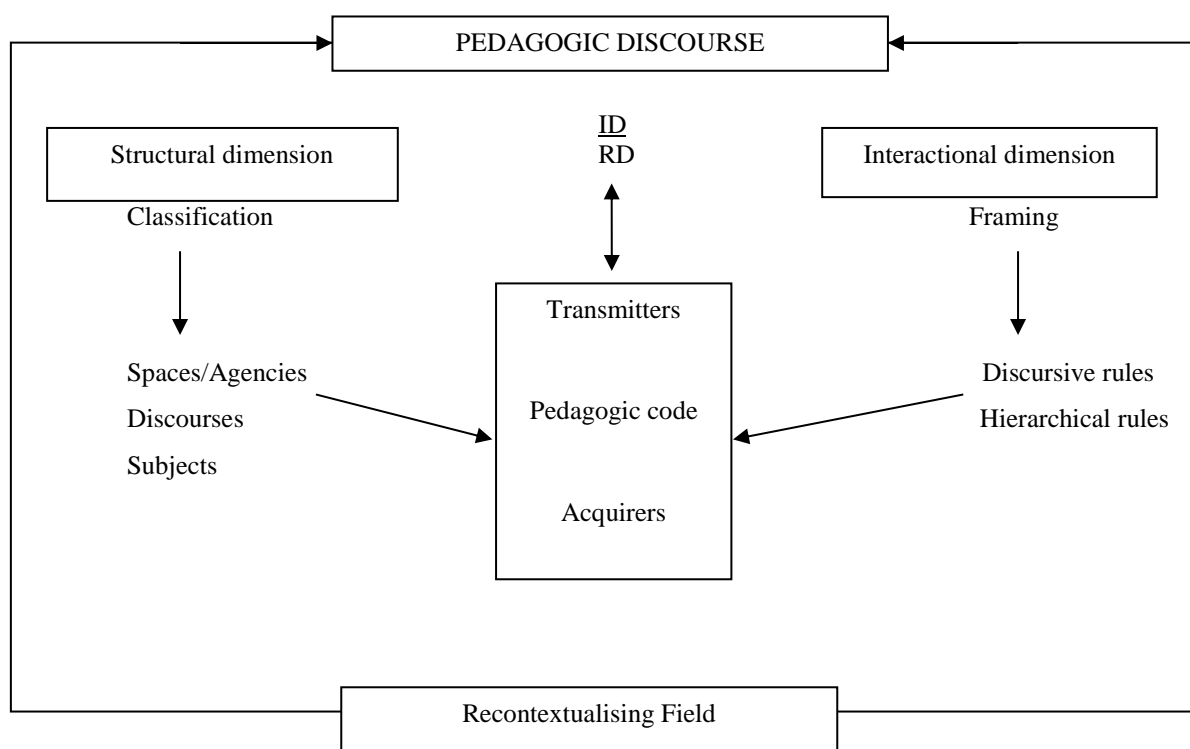 PEDAGOGIC DISCOURSE
ID
RD
Structural dimension
Interactional dimension
Classification
Framing
Transmitters
Pedagogic code
Acquirers
Spaces/Agencies
Discourses
Subjects
Discursive rules
Hierarchical rules
Recontextualising Field